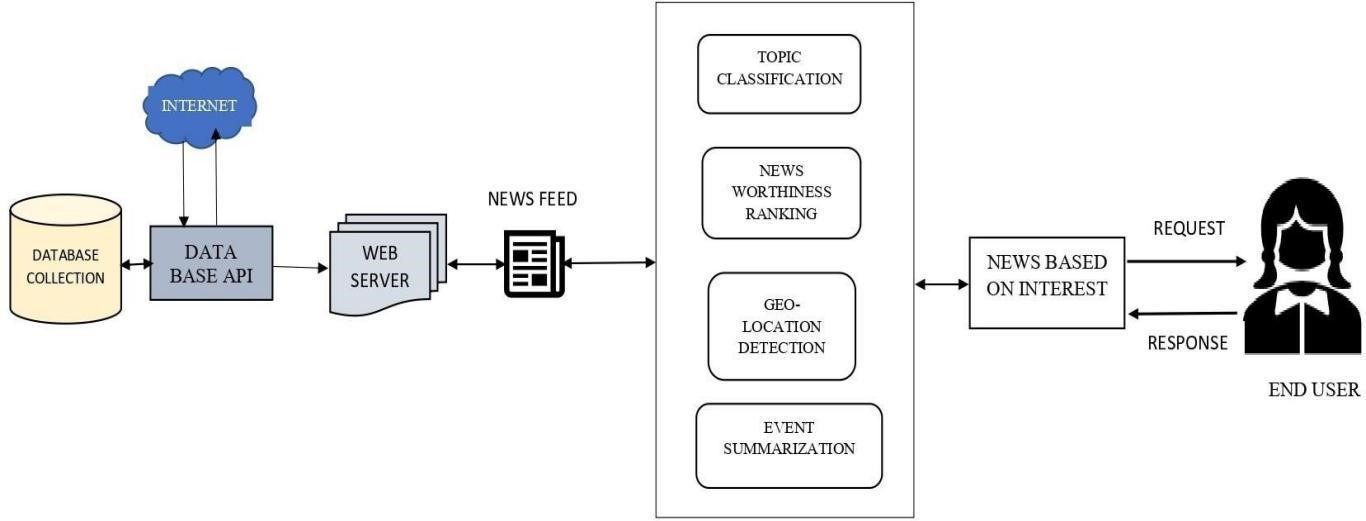 INTERNET
DATABASE
COLLECTION
DATA
BASE API
WEB
SERVER
NEWS FEED
TOPIC
CLASSIFICATION
NEWS
WORTHINESS
RANKING
GEO-
LOCATION
DETECTION
EVENT
SUMMARIZATION
NEWS BASED
ON INTEREST
REQUEST
RESPONSE
END USER